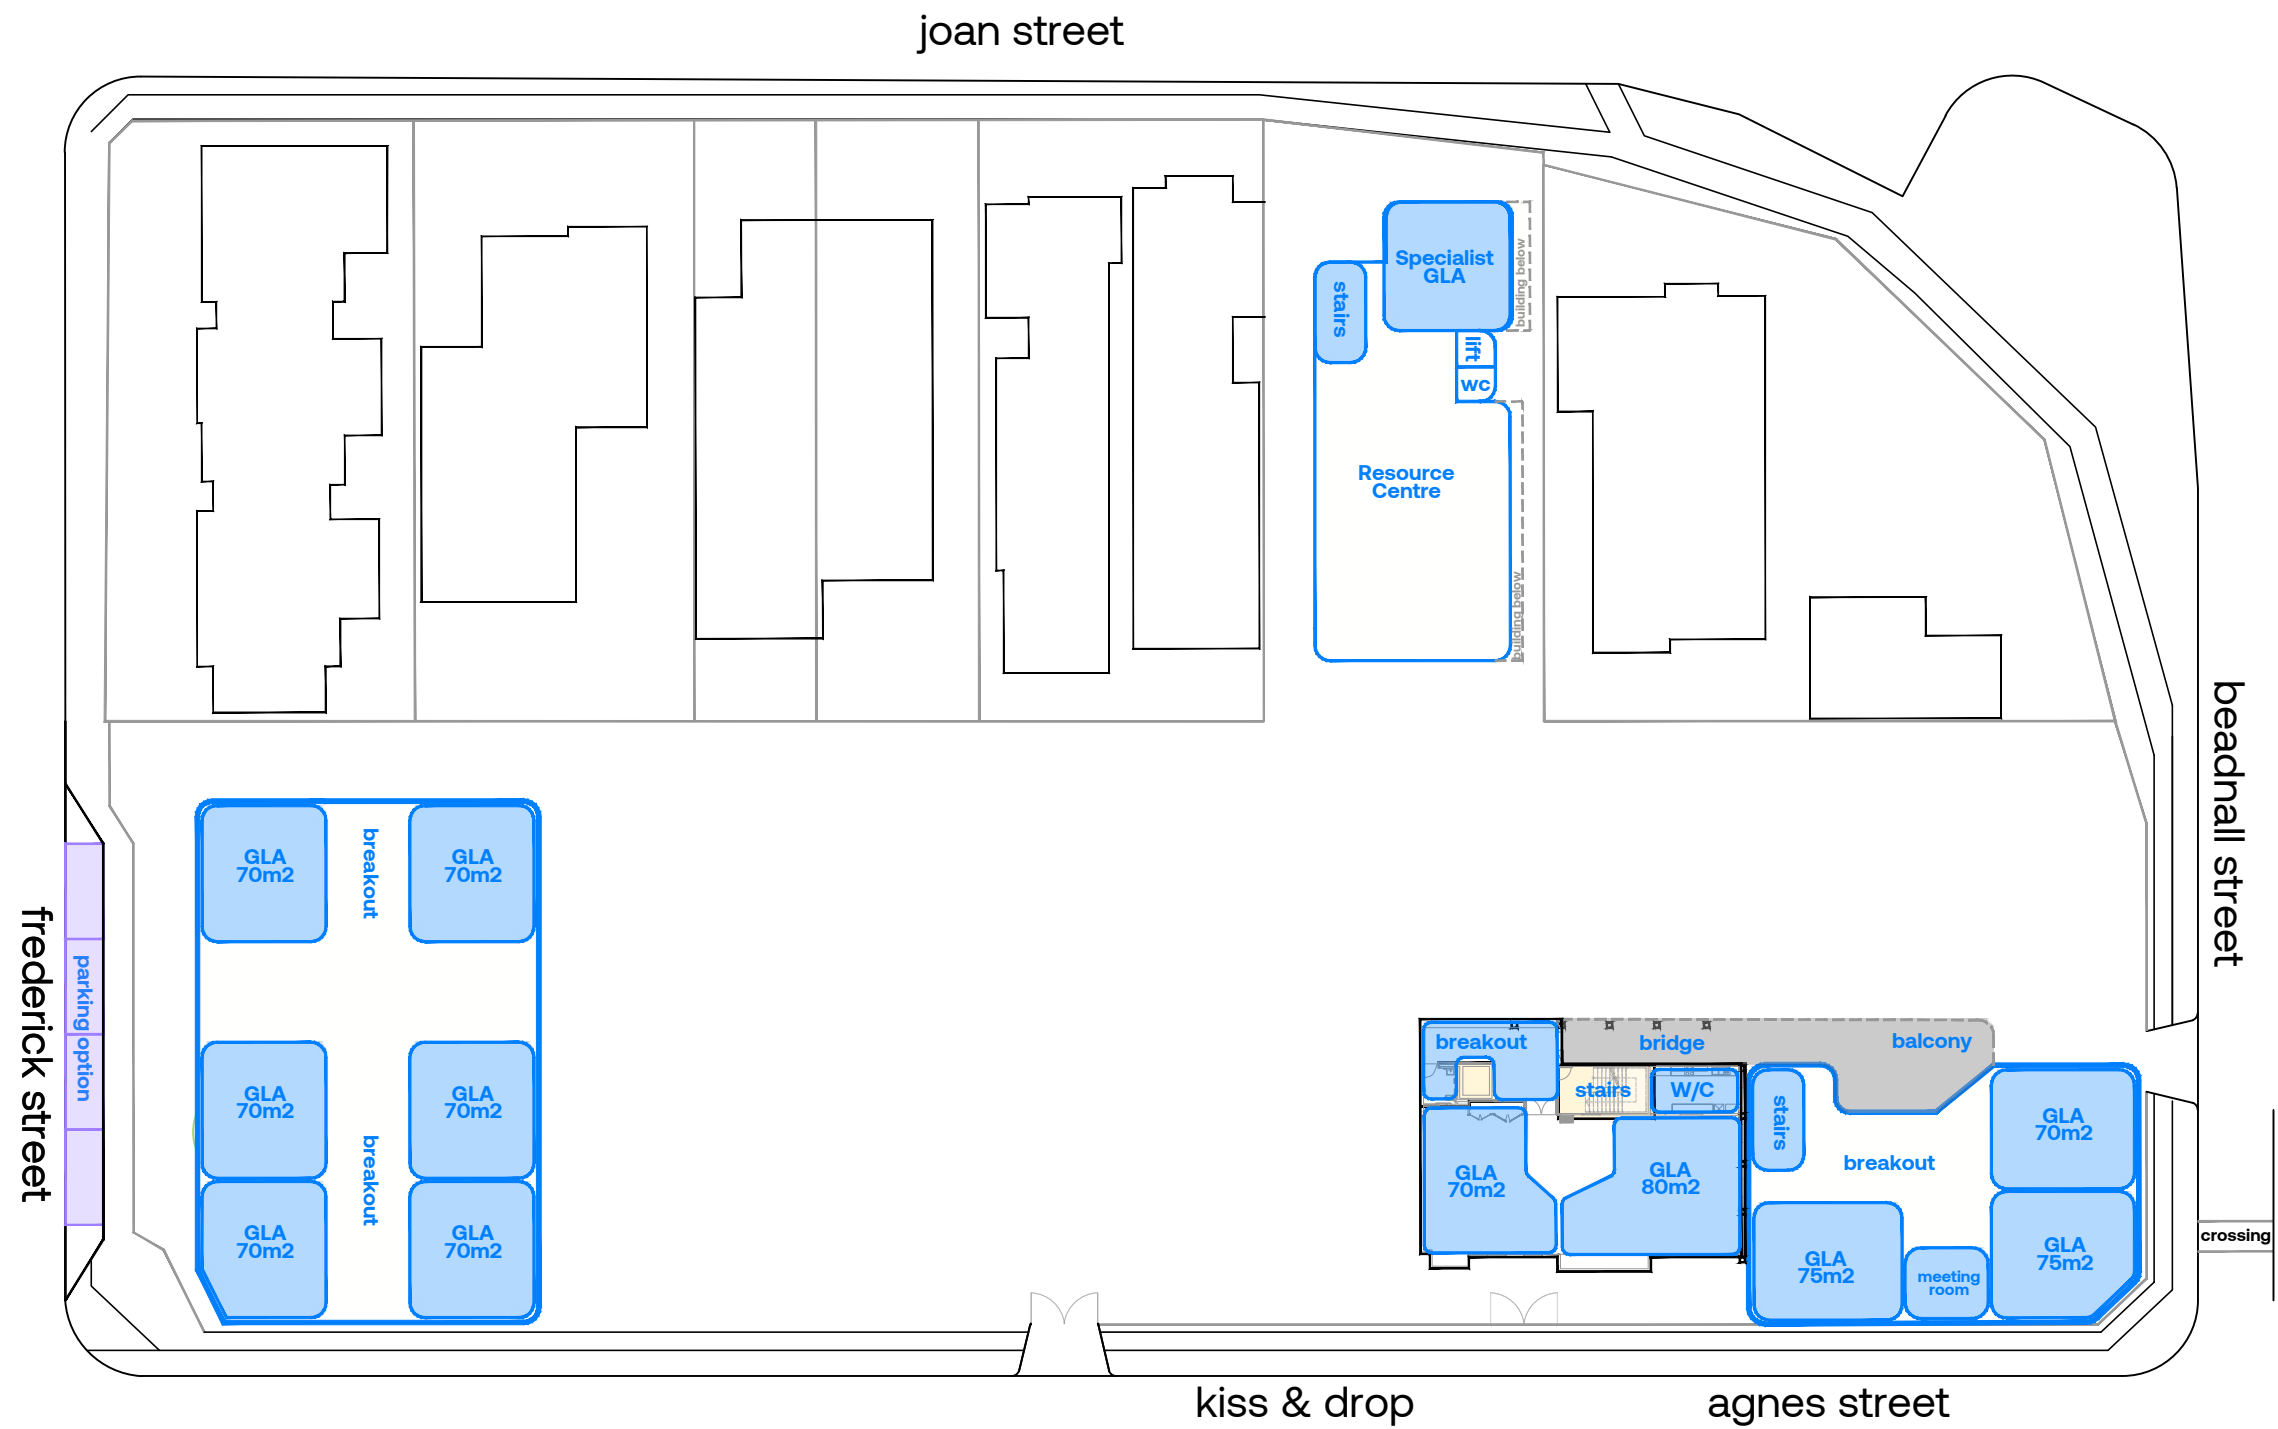 joan street
Specialist
GLA
building below
stairs
lift
wc
Resource
Centre
building below
beadnall street
frederick street
parking option
GLA
70m2
breakout
GLA
70m2
GLA
70m2
GLA
70m2
breakout
GLA
70m2
GLA
70m2
breakout
bridge
balcony
stairs
W/C
GLA
70m2
GLA
80m2
stairs
breakout
GLA
70m2
GLA
75m2
meeting
room
GLA
75m2
crossing
kiss & drop
agnes street